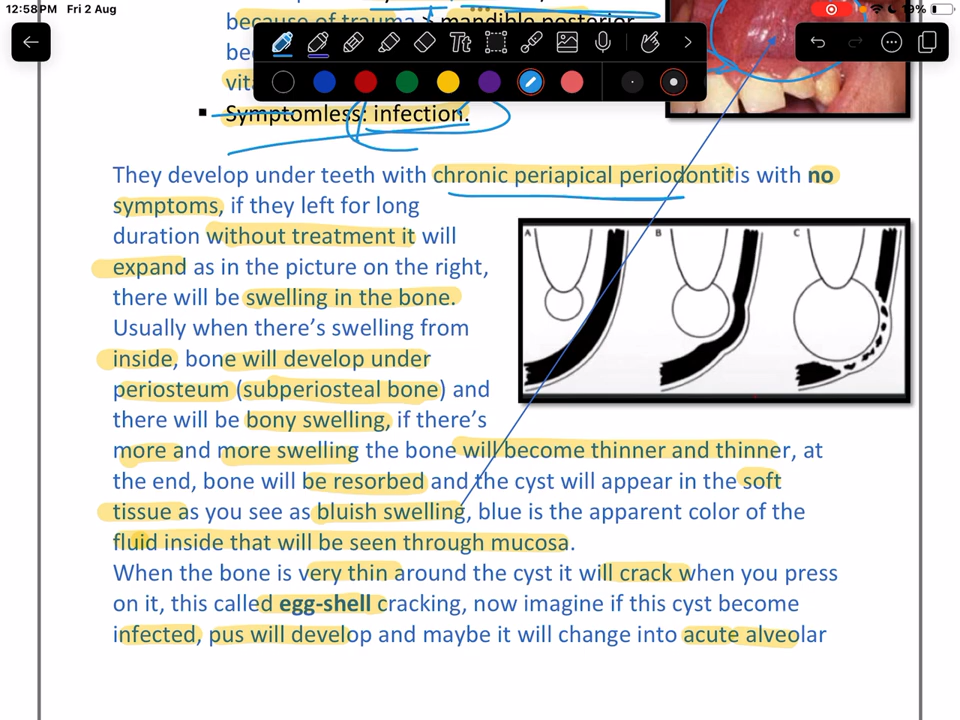 12:58PM Fri 2 Aug
19%
because of trauma
mandible posterior
Tt
▪ Symptomless: infection.
They develop under teeth with chronic periapical periodontitis with no
symptoms, if they left for long
duration without treatment it will
expand as in the picture on the right,
there will be swelling in the bone.
Usually when there's swelling from
inside, bone will develop under
periosteum (subperiosteal bone) and
there will be bony swelling, if there's
more and more swelling the bone will become thinner and thinner, at
the end, bone will be resorbed and the cyst will appear in the soft
tissue as you see as bluish swelling, blue is the apparent color of the
fluid inside that will be seen through mucosa.
When the bone is very thin around the cyst it will crack when you press
on it, this called egg-shell cracking, now imagine if this cyst become
infected, pus will develop and maybe it will change into acute alveolar
A B C